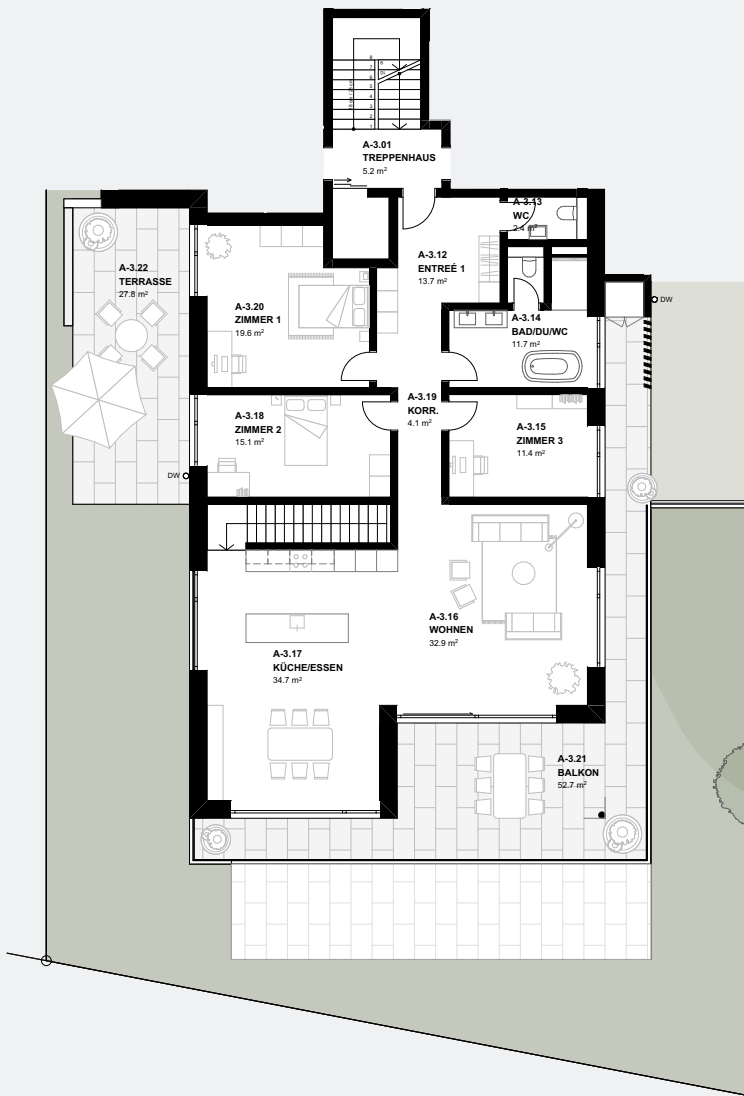 A-3.01
TREPPENHAUS
5.2 m²
A-3.13
WC
2.4 m²
A-3.12
ENTREÉ 1
13.7 m²
A-3.22
TERRASSE
27.8 m²
A-3.20
ZIMMER 1
19.6 m²
DW
A-3.14
BAD/DU/WC
11.7 m²
A-3.19
KORR.
4.1 m²
A-3.18
ZIMMER 2
15.1 m²
A-3.15
ZIMMER 3
11.4 m²
DW
A-3.16
WOHNEN
32.9 m²
A-3.17
KÜCHE/ESSEN
34.7 m²
A-3.21
BALKON
52.7 m²